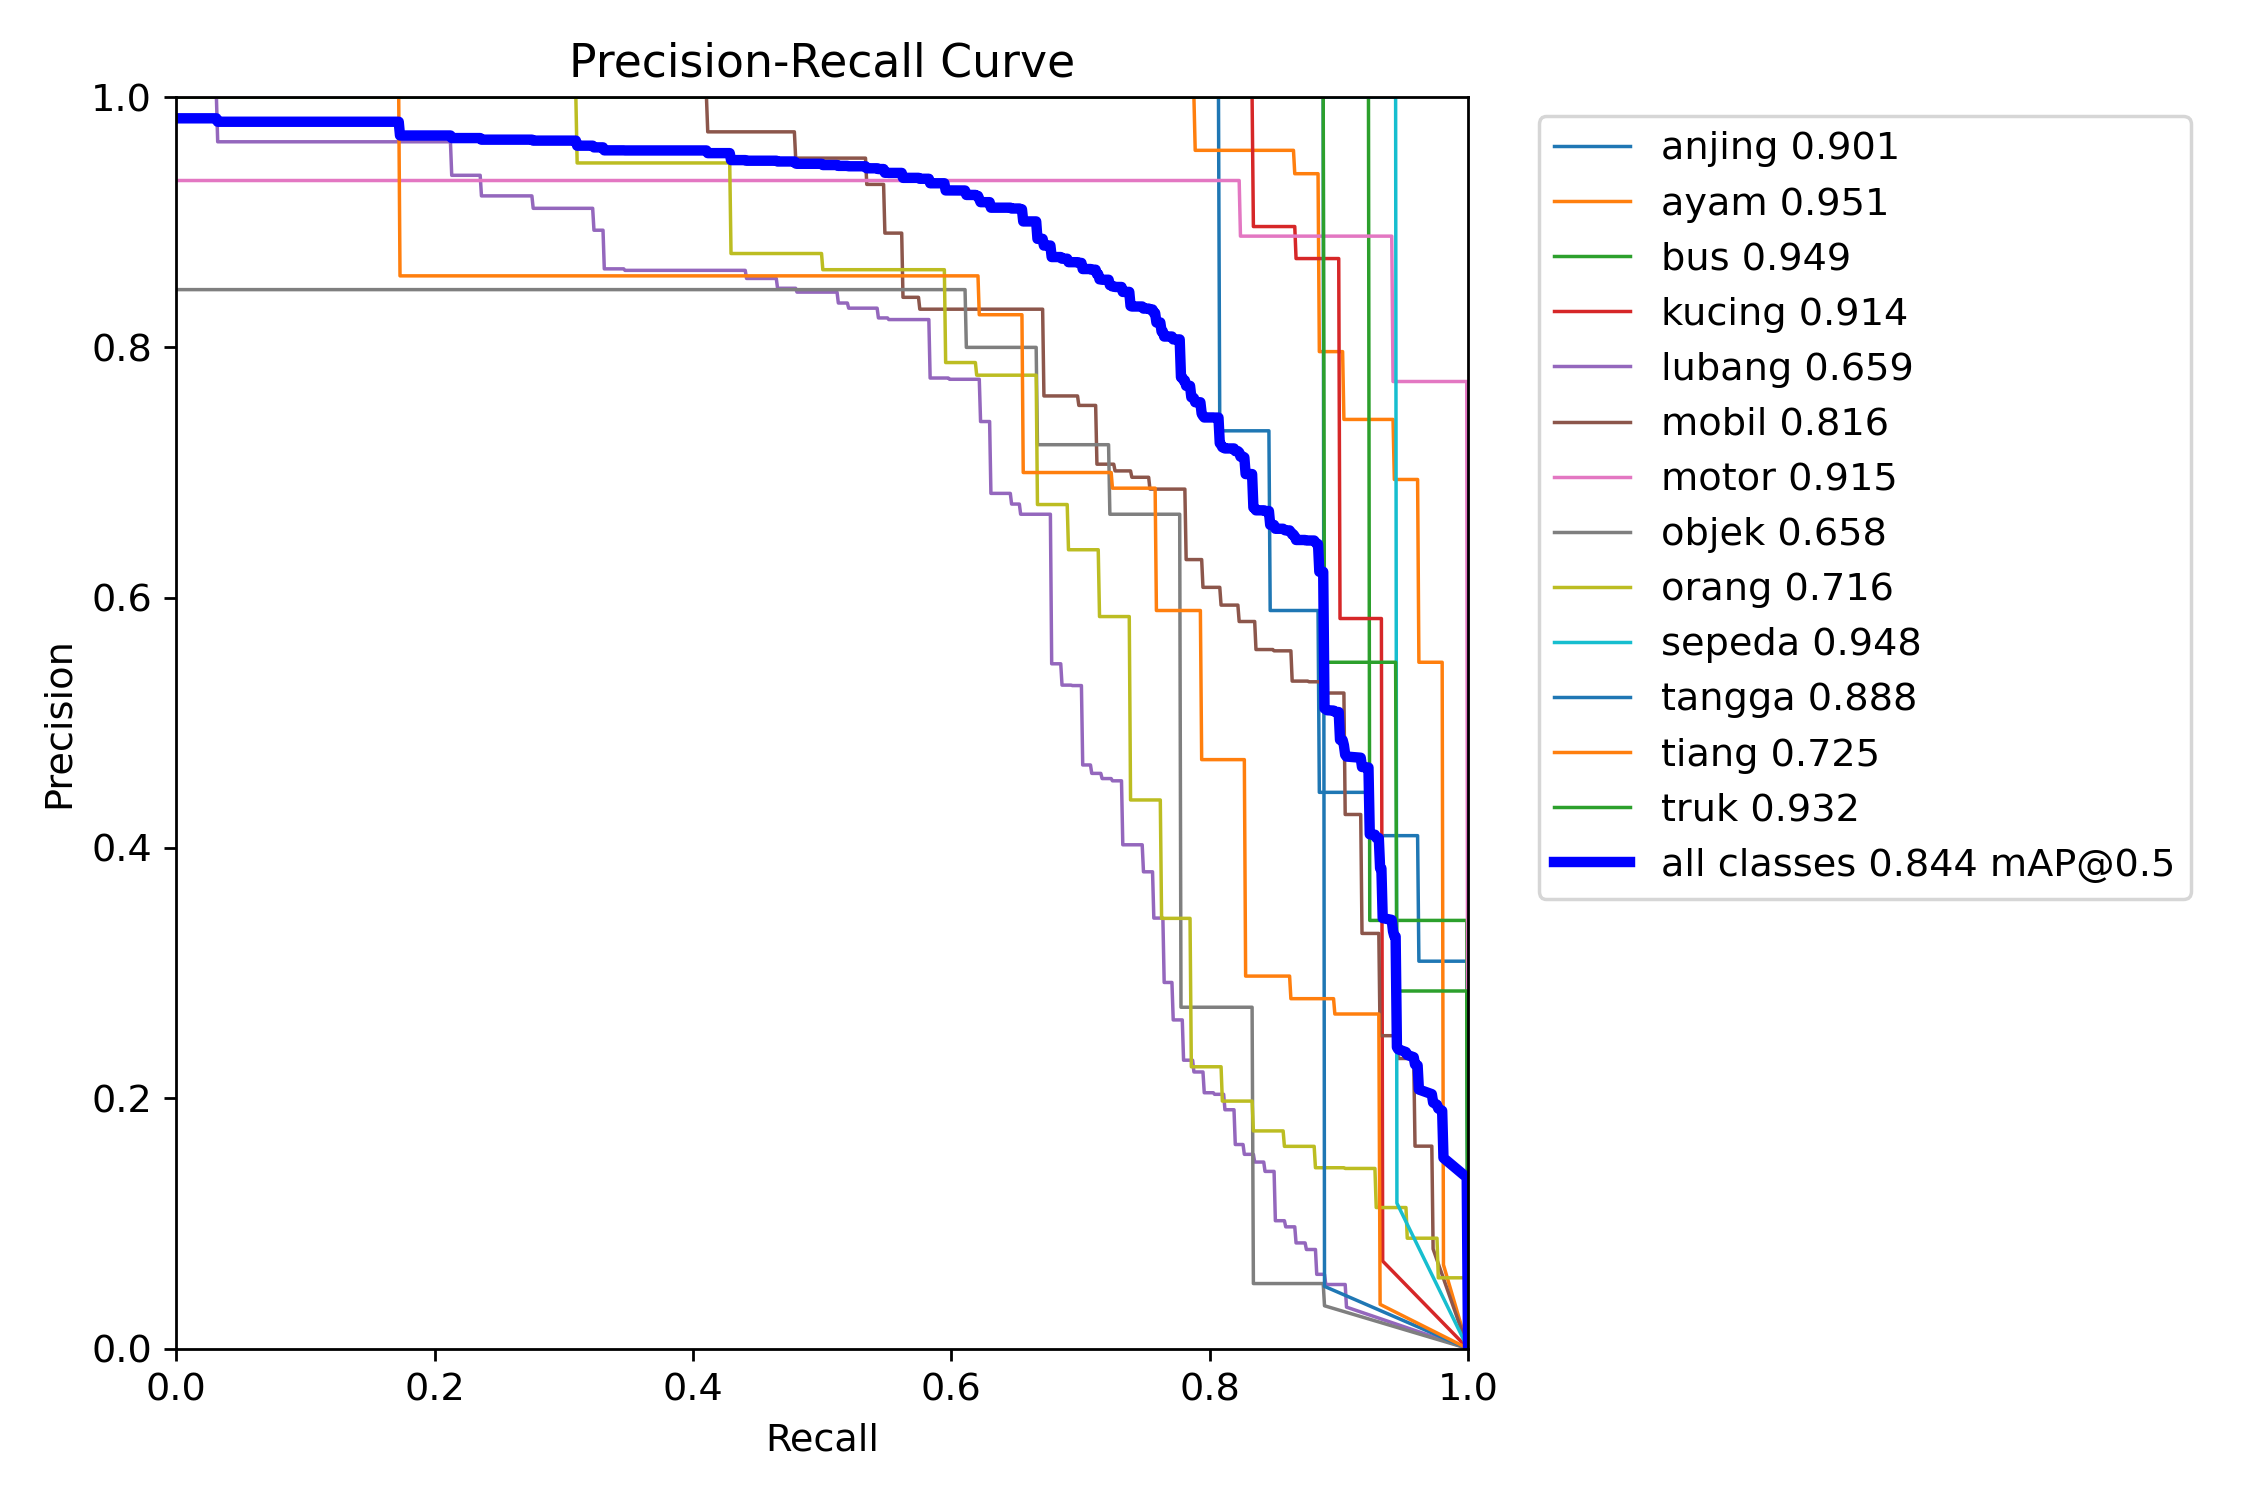 Precision-Recall Curve
1.0
0.8
0.6
0.4
0.2
0.0
Precision
0.0 0.2 0.4 0.6 0.8 1.0
Recall
anjing 0.901
ayam 0.951
bus 0.949
kucing 0.914
lubang 0.659
mobil 0.816
motor 0.915
objek 0.658
orang 0.716
sepeda 0.948
tangga 0.888
tiang 0.725
truk 0.932
all classes 0.844 mAP@0.5